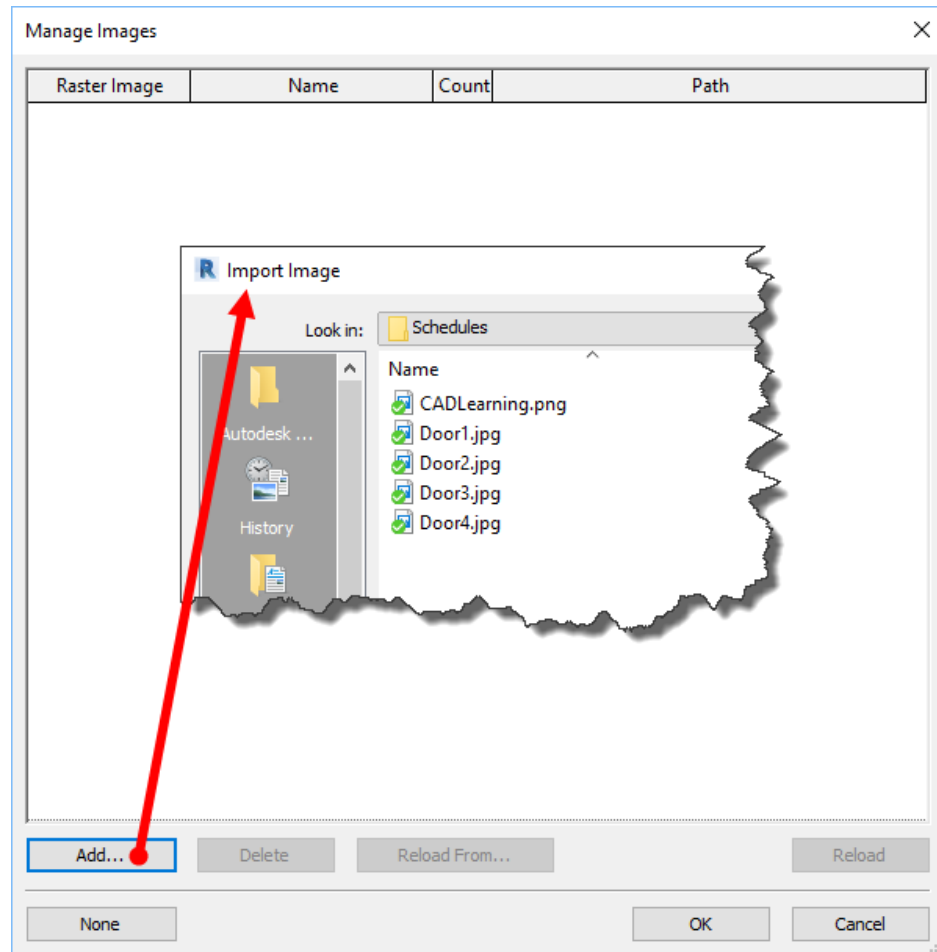 Manage Images
Raster Image Name Count Path
R Import Image
Look in: Schedules
Name
CADLearning.png
Autodesk ... Door1.jpg
Door2.jpg
Door3.jpg
History Door4.jpg
Add... Delete Reload From... Reload
None OK Cancel